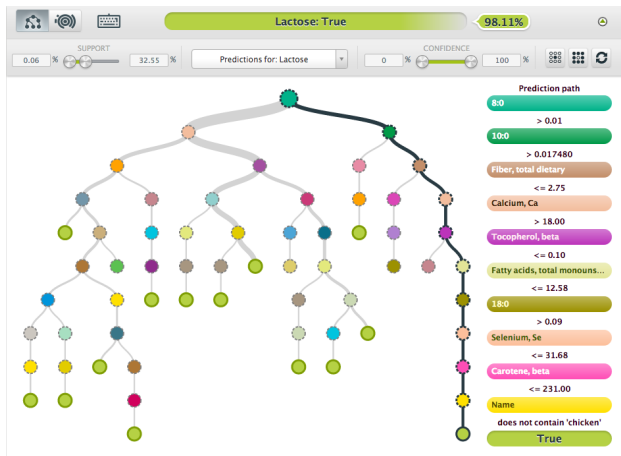 Lactose: True
98.11%
SUPPORT
0.06 % 32.55 %
Predictions for: Lactose
CONFIDENCE
0 % 100 %
Prediction path
8:0
> 0.01
10:0
> 0.017480
Fiber, total dietary
<= 2.75
Calcium, Ca
> 18.00
Tocopherol, beta
<= 0.10
Fatty acids, total monouns...
<= 12.58
18:0
> 0.09
Selenium, Se
<= 31.68
Carotene, beta
<= 231.00
Name
does not contain 'chicken'
True